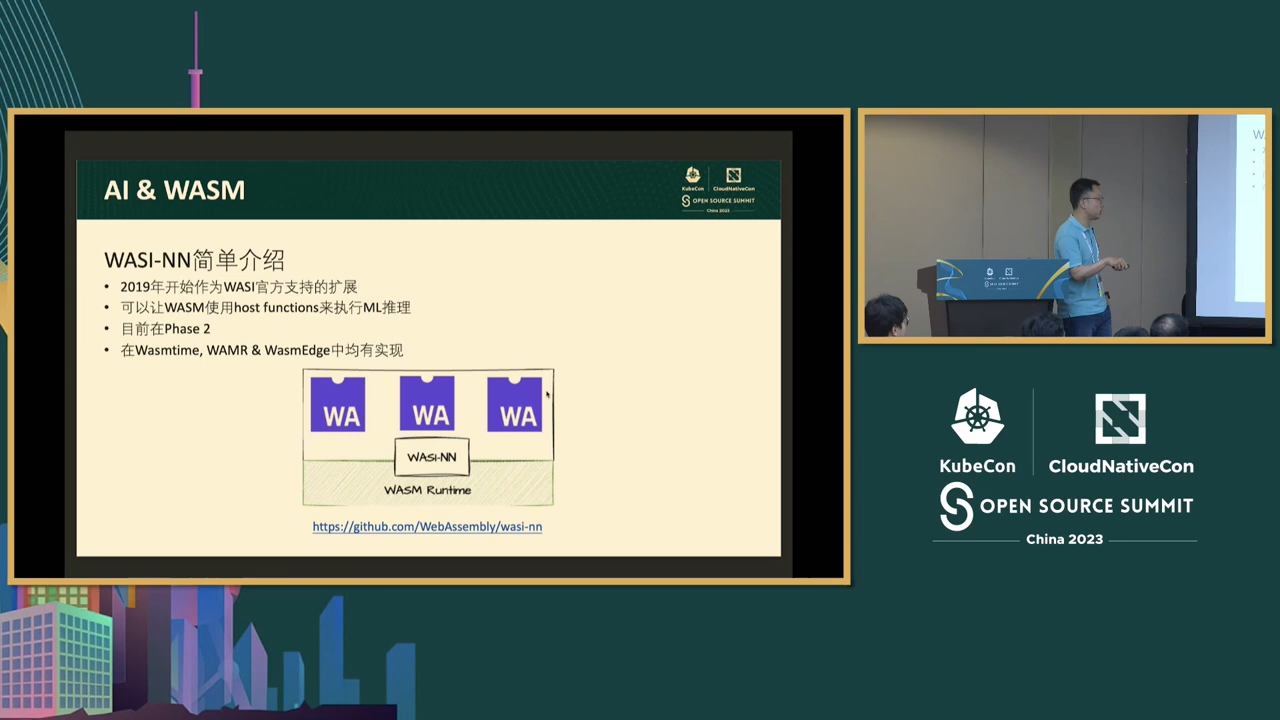 AI & WASM
KubeCon
CloudNativeCon
OPEN SOURCE SUMMIT
China 2023
WASI-NN简单介绍
• 2019年开始作为WASI官方支持的扩展
• 可以让WASM使用host functions来执行ML推理
• 目前在Phase 2
• 在Wasmtime, WAMR & WasmEdge中均有实现
WA
WA
WA
WASI-NN
WASM Runtime
https://github.com/WebAssembly/wasi-nn
KubeCon
CloudNativeCon
OPEN SOURCE SUMMIT
China 2023